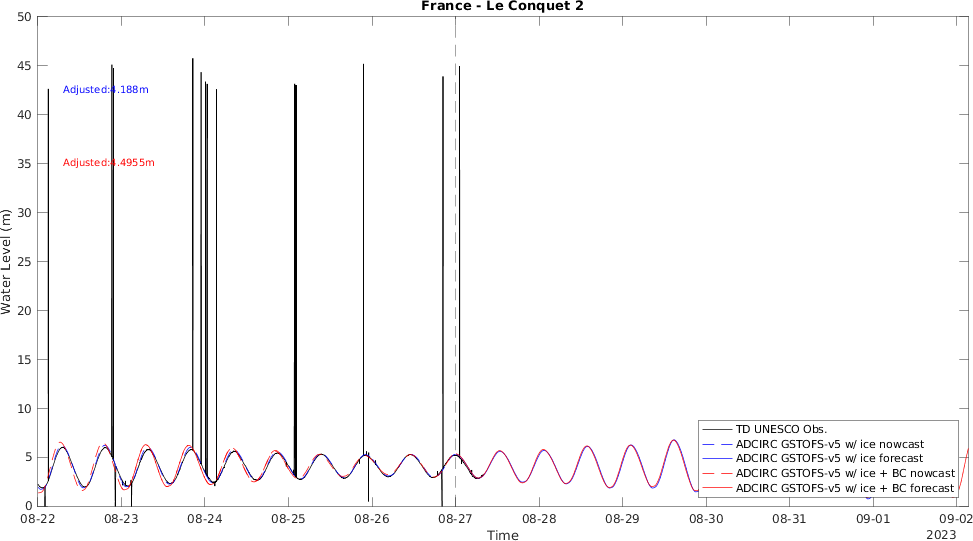 France - Le Conquet 2
50
45
40
35
30
25
20
15
10
5
0
Water Level (m)
Adjusted:4.188m
Adjusted:4.4955m
TD UNESCO Obs.
ADCIRC GSTOFS-v5 w/ ice nowcast
ADCIRC GSTOFS-v5 w/ ice forecast
ADCIRC GSTOFS-v5 w/ ice + BC nowcast
ADCIRC GSTOFS-v5 w/ ice + BC forecast
08-22 08-23 08-24 08-25 08-26 08-27 08-28 08-29 08-30 08-31 09-01 09-02
Time
2023